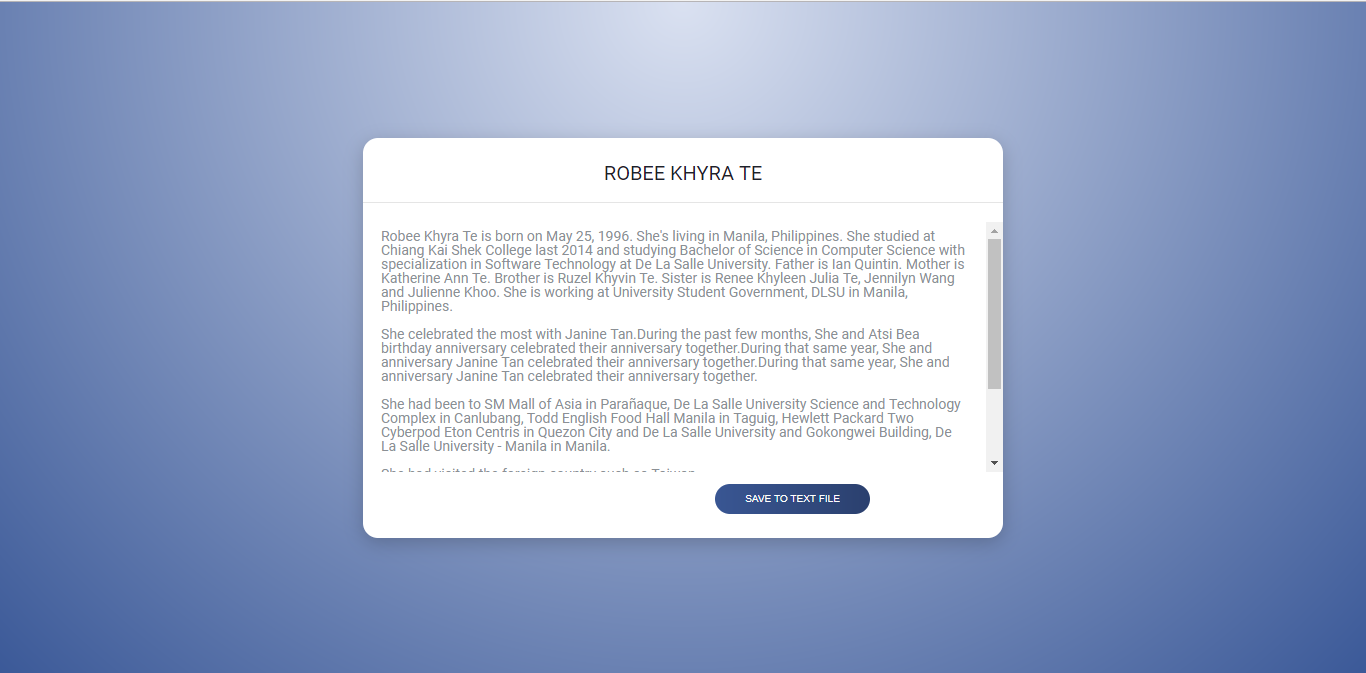 ROBEE KHYRA TE
Robee Khyra Te is born on May 25, 1996. She's living in Manila, Philippines. She studied at
Chiang Kai Shek College last 2014 and studying Bachelor of Science in Computer Science with
specialization in Software Technology at De La Salle University. Father is Ian Quintin. Mother is
Katherine Ann Te. Brother is Ruzel Khyvin Te. Sister is Renee Khyleen Julia Te, Jennilyn Wang
and Julienne Khoo. She is working at University Student Government, DLSU in Manila,
Philippines.
She celebrated the most with Janine Tan.During the past few months, She and Atsi Bea
birthday anniversary celebrated their anniversary together.During that same year, She and
anniversary Janine Tan celebrated their anniversary together.During that same year, She and
anniversary Janine Tan celebrated their anniversary together.
She had been to SM Mall of Asia in Parañaque, De La Salle University Science and Technology
Complex in Canlubang, Todd English Food Hall Manila in Taguig, Hewlett Packard Two
Cyberpod Eton Centris in Quezon City and De La Salle University and Gokongwei Building, De
La Salle University - Manila in Manila.
She had visited the foreign country such as Taiwan
SAVE TO TEXT FILE